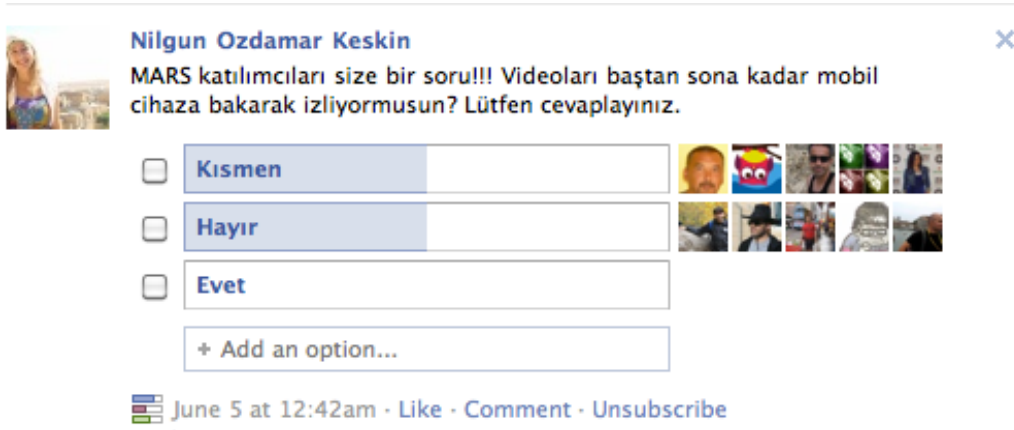 Nilgun Ozdamar Keskin
MARS katılımcıları size bir soru!!! Videoları baştan sona kadar mobil
cihaza bakarak izliyormusun? Lütfen cevaplayınız.
Kısmen
Hayır
Evet
+ Add an option...
June 5 at 12:42am · Like · Comment · Unsubscribe